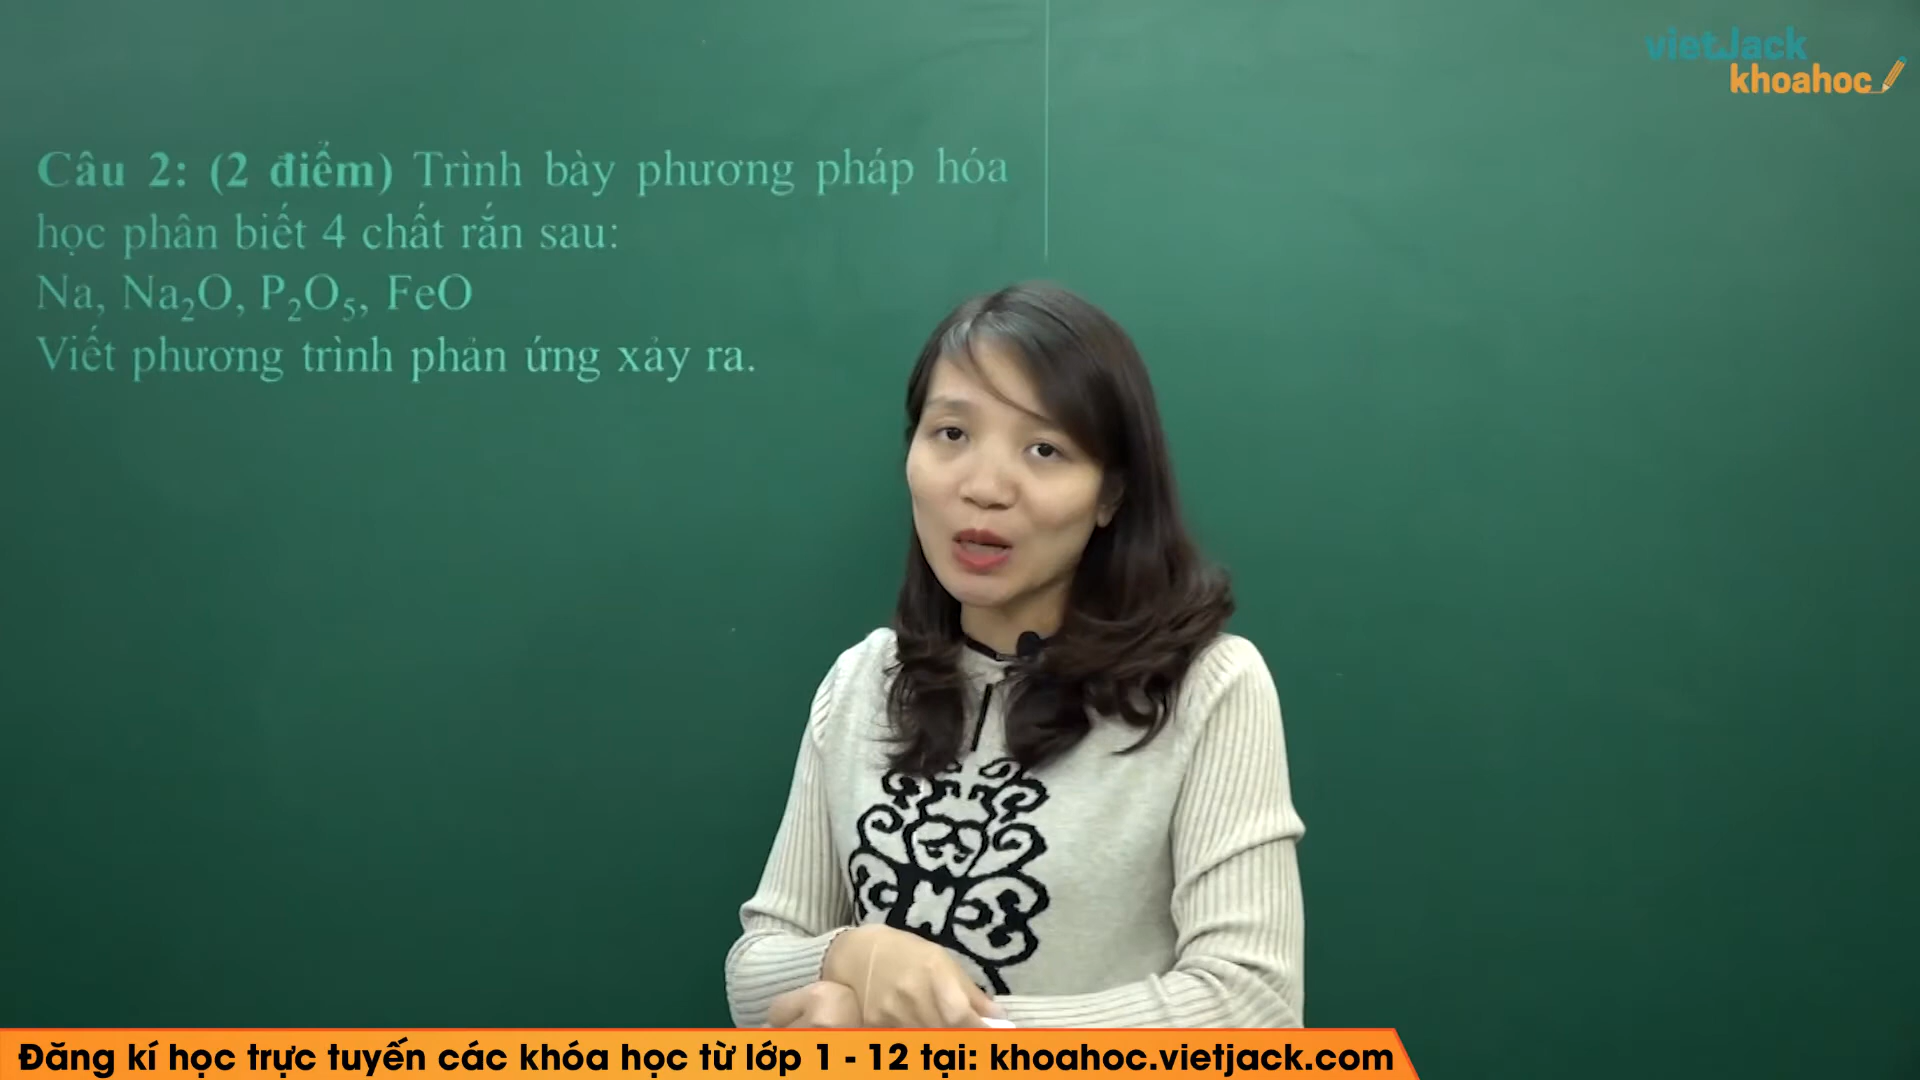 vietJack
khoahoc
Câu 2: (2 điểm) Trình bày phương pháp hóa
học phân biết 4 chất rắn sau:
Na, Na₂O, P₂O₅, FeO
Viết phương trình phản ứng xảy ra.
Đăng kí học trực tuyến các khóa học từ lớp 1 - 12 tại: khoahoc.vietjack.com